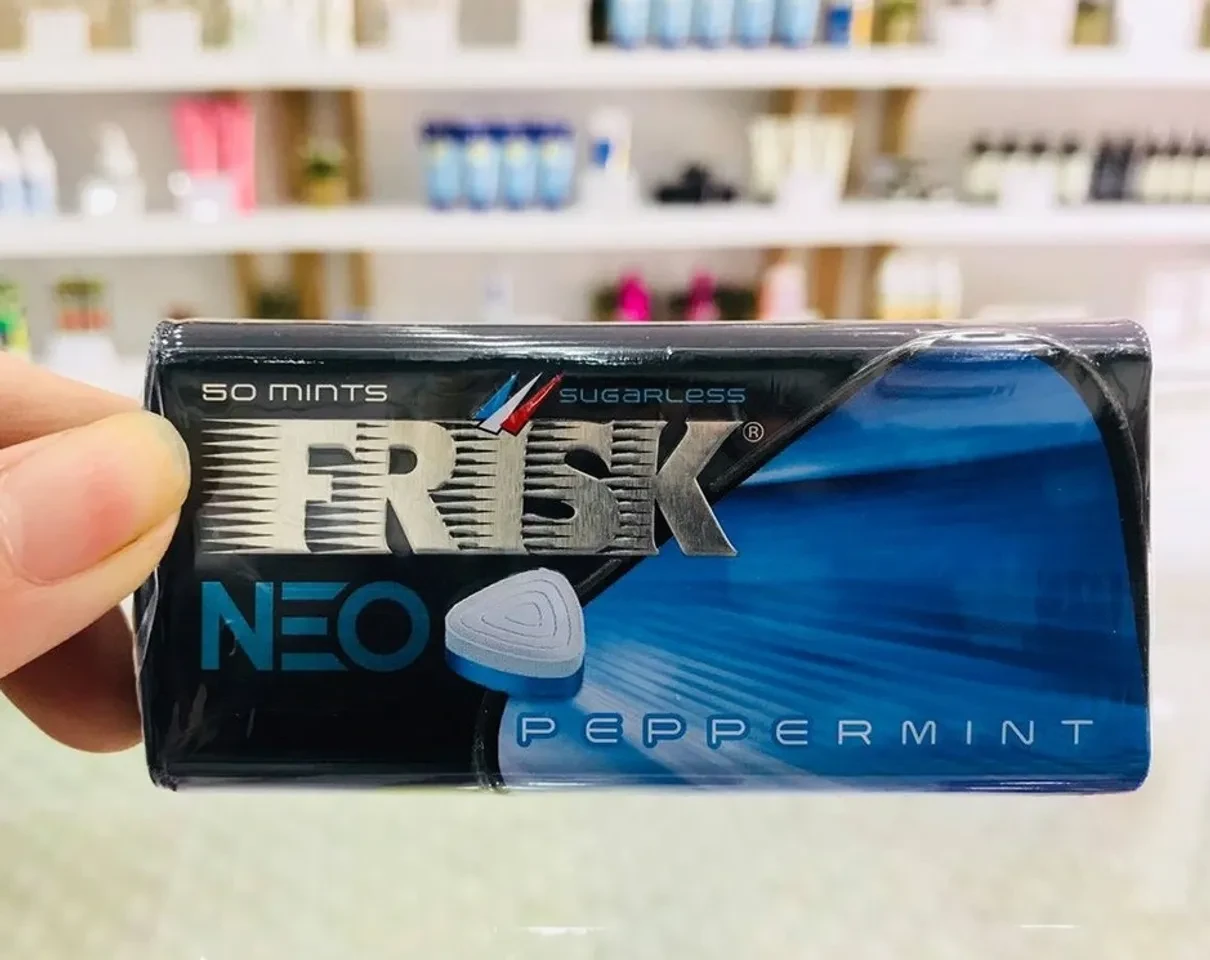 50 MINTS SUGARLESS
FRISK®
NEO
PEPPERMINT